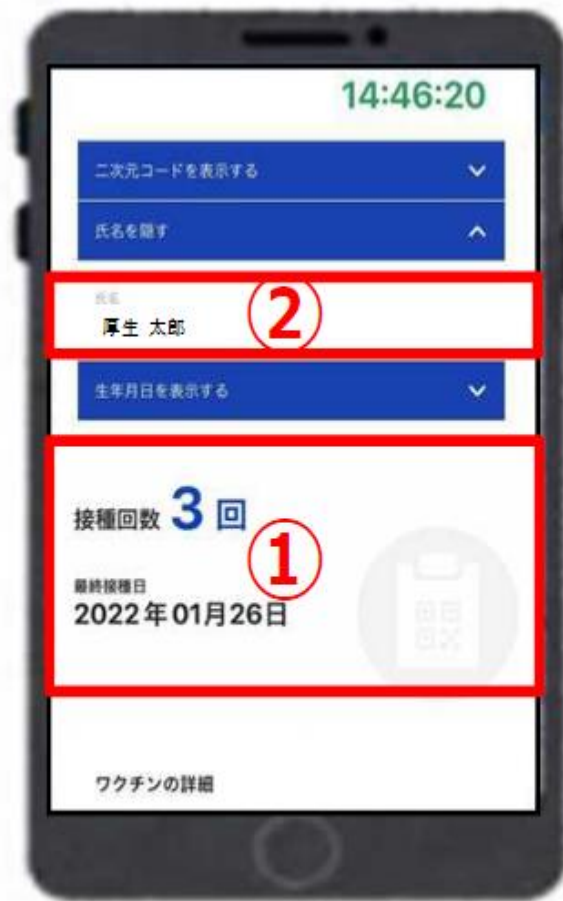 14:46:20
二次元コードを表示する
氏名を隠す
氏名
厚生 太郎
②
生年月日を表示する
接種回数 3 回
①
最終接種日
2022年01月26日
ワクチンの詳細